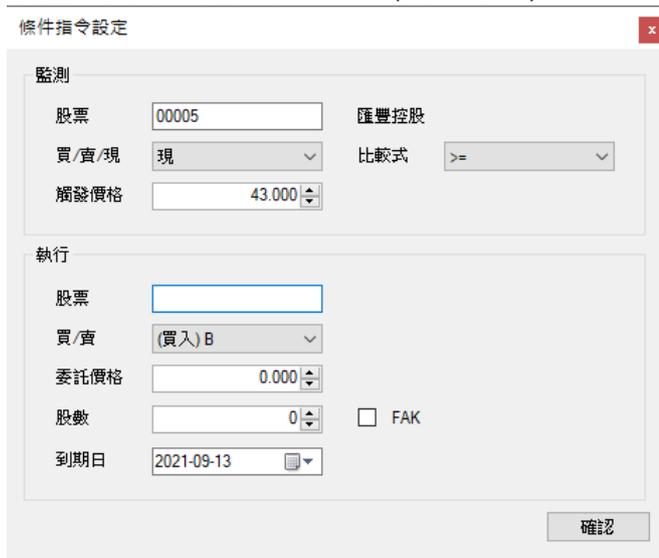 條件指令設定
x
監測
股票 00005 匯豐控股
買/賣/現 現 比較式 >=
觸發價格 43.000
執行
股票
買/賣 (買入) B
委託價格 0.000
股數 0 FAK
到期日 2021-09-13
確認